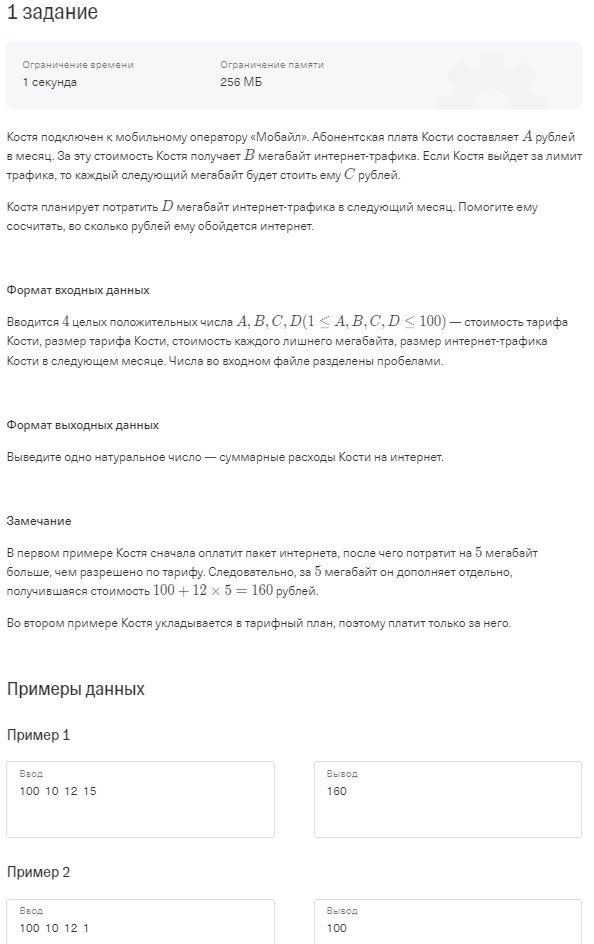 1 задание
Ограничение времени
1 секунда
Ограничение памяти
256 МБ
Костя подключен к мобильному оператору «Мобайл». Абонентская плата Кости составляет A рублей
в месяц. За эту стоимость Костя получает B мегабайт интернет-трафика. Если Костя выйдет за лимит
трафика, то каждый следующий мегабайт будет стоить ему C рублей.
Костя планирует потратить D мегабайт интернет-трафика в следующий месяц. Помогите ему
сосчитать, во сколько рублей ему обойдется интернет.
Формат входных данных
Вводится 4 целых положительных числа A, B, C, D(1 ≤ A, B, C, D ≤ 100) — стоимость тарифа
Кости, размер тарифа Кости, стоимость каждого лишнего мегабайта, размер интернет-трафика
Кости в следующем месяце. Числа во входном файле разделены пробелами.
Формат выходных данных
Выведите одно натуральное число — суммарные расходы Кости на интернет.
Замечание
В первом примере Костя сначала оплатит пакет интернета, после чего потратит на 5 мегабайт
больше, чем разрешено по тарифу. Следовательно, за 5 мегабайт он дополняет отдельно,
получившаяся стоимость 100 + 12 × 5 = 160 рублей.
Во втором примере Костя укладывается в тарифный план, поэтому платит только за него.
Примеры данных
Пример 1
Ввод
100 10 12 15
Вывод
160
Пример 2
Ввод
100 10 12 1
Вывод
100